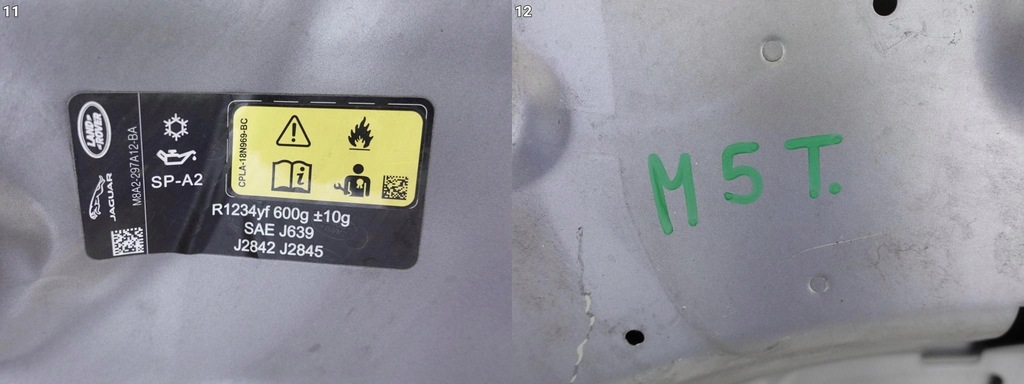 11
LAND
ROVER
JAGUAR
M8A2-297A12-BA
SP-A2
CPLA-18N969-BC
R1234yf 600g ±10g
SAE J639
J2842 J2845
12
M5T.